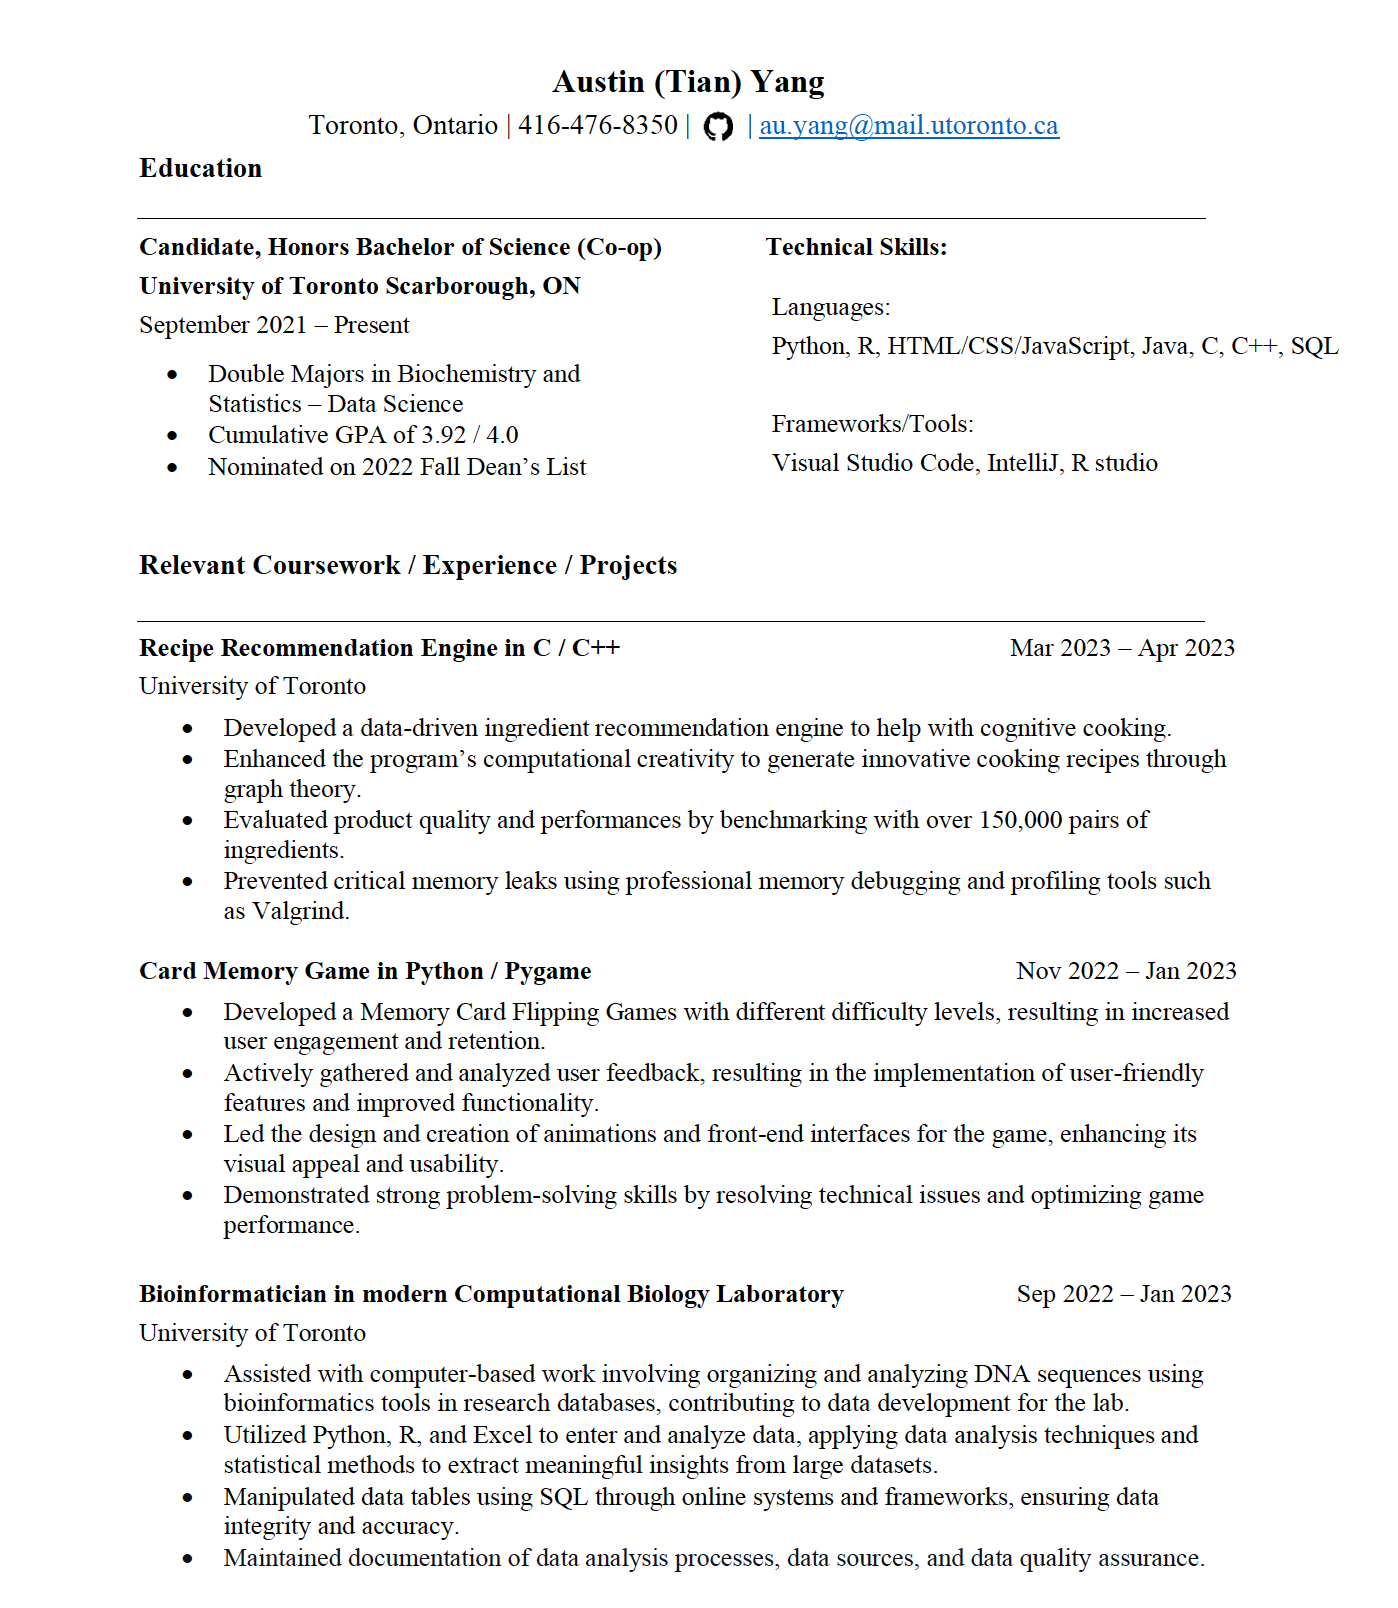 Austin (Tian) Yang
Toronto, Ontario | 416-476-8350 | | au.yang@mail.utoronto.ca
Education
Candidate, Honors Bachelor of Science (Co-op)
University of Toronto Scarborough, ON
September 2021 – Present
• Double Majors in Biochemistry and
Statistics – Data Science
• Cumulative GPA of 3.92 / 4.0
• Nominated on 2022 Fall Dean’s List
Technical Skills:
Languages:
Python, R, HTML/CSS/JavaScript, Java, C, C++, SQL
Frameworks/Tools:
Visual Studio Code, IntelliJ, R studio
Relevant Coursework / Experience / Projects
Recipe Recommendation Engine in C / C++ Mar 2023 – Apr 2023
University of Toronto
• Developed a data-driven ingredient recommendation engine to help with cognitive cooking.
• Enhanced the program’s computational creativity to generate innovative cooking recipes through
graph theory.
• Evaluated product quality and performances by benchmarking with over 150,000 pairs of
ingredients.
• Prevented critical memory leaks using professional memory debugging and profiling tools such
as Valgrind.
Card Memory Game in Python / Pygame Nov 2022 – Jan 2023
• Developed a Memory Card Flipping Games with different difficulty levels, resulting in increased
user engagement and retention.
• Actively gathered and analyzed user feedback, resulting in the implementation of user-friendly
features and improved functionality.
• Led the design and creation of animations and front-end interfaces for the game, enhancing its
visual appeal and usability.
• Demonstrated strong problem-solving skills by resolving technical issues and optimizing game
performance.
Bioinformatician in modern Computational Biology Laboratory Sep 2022 – Jan 2023
University of Toronto
• Assisted with computer-based work involving organizing and analyzing DNA sequences using
bioinformatics tools in research databases, contributing to data development for the lab.
• Utilized Python, R, and Excel to enter and analyze data, applying data analysis techniques and
statistical methods to extract meaningful insights from large datasets.
• Manipulated data tables using SQL through online systems and frameworks, ensuring data
integrity and accuracy.
• Maintained documentation of data analysis processes, data sources, and data quality assurance.